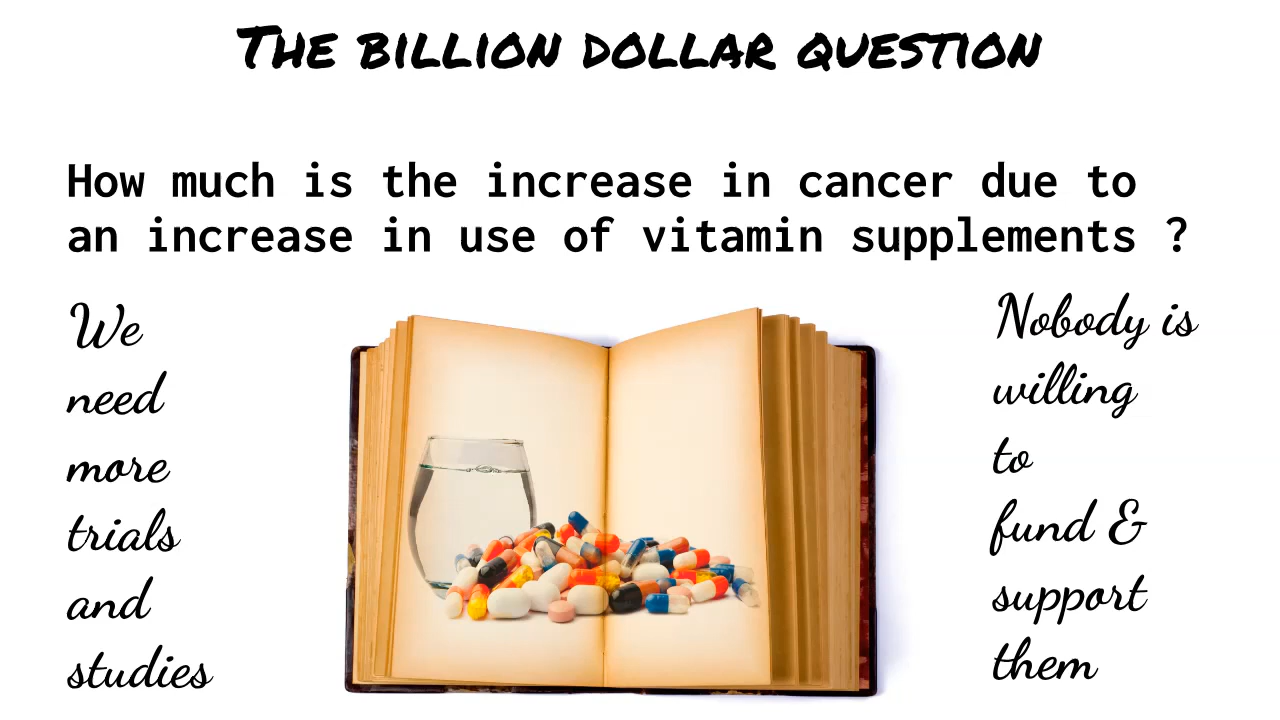 The billion dollar question
How much is the increase in cancer due to
an increase in use of vitamin supplements ?
We
need
more
trials
and
studies
Nobody is
willing
to
fund &
support
them